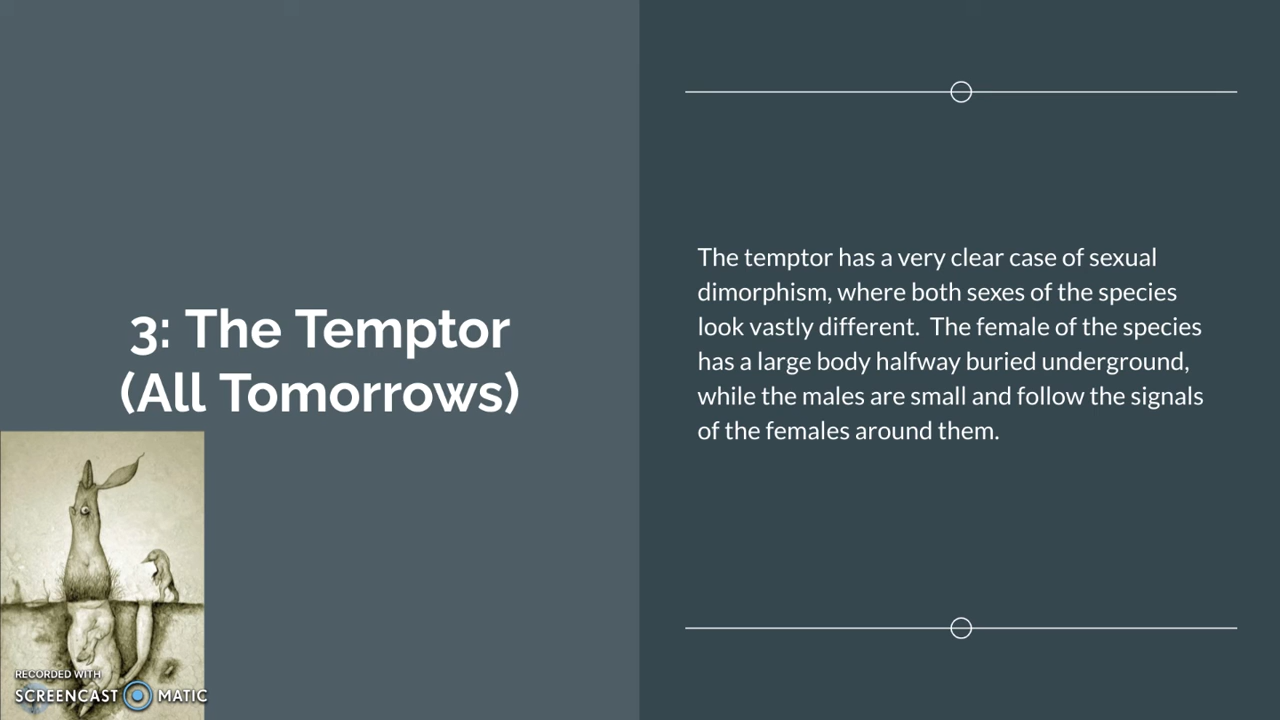 3: The Temptor
(All Tomorrows)
The temptor has a very clear case of sexual
dimorphism, where both sexes of the species
look vastly different.  The female of the species
has a large body halfway buried underground,
while the males are small and follow the signals
of the females around them.
RECORDED WITH
SCREENCAST MATIC